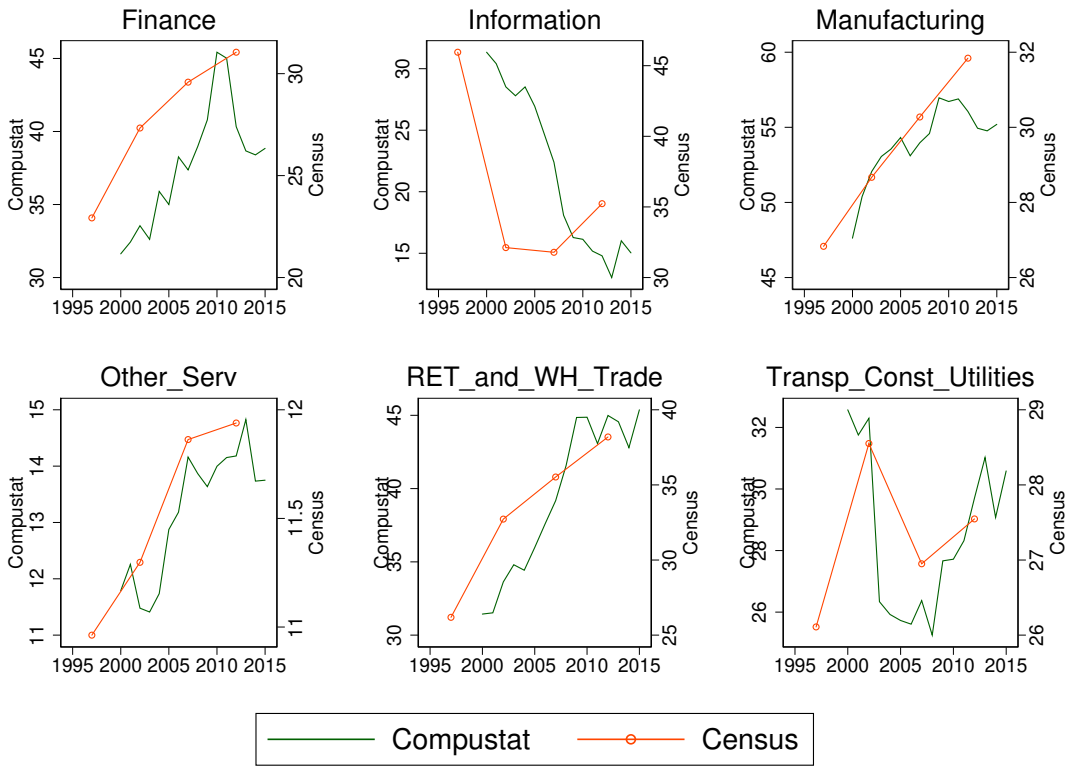 Finance
Information
Manufacturing
45
40
35
30
Compustat
30
25
20
Census
1995 2000 2005 2010 2015
30
25
20
15
Compustat
45
40
35
30
Census
1995 2000 2005 2010 2015
60
55
50
45
Compustat
32
30
28
26
Census
1995 2000 2005 2010 2015
Other_Serv
RET_and_WH_Trade
Transp_Const_Utilities
15
14
13
12
11
Compustat
12
11.5
11
Census
1995 2000 2005 2010 2015
45
40
35
30
Compustat
40
35
30
25
Census
1995 2000 2005 2010 2015
32
30
28
26
Compustat
29
28
27
26
Census
1995 2000 2005 2010 2015
Compustat
Census